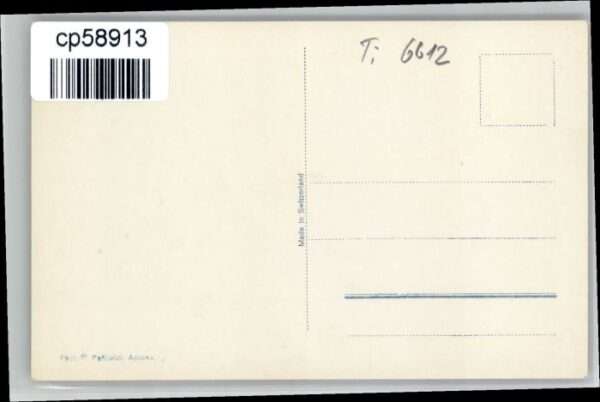 cp58913
Ti 6612
Made in Switzerland